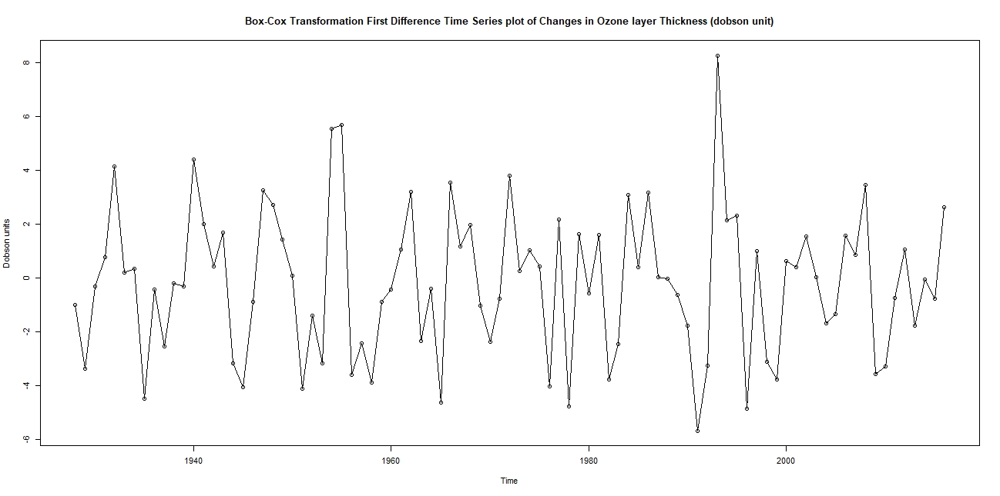 Box-Cox Transformation First Difference Time Series plot of Changes in Ozone layer Thickness (dobson unit)
8
6
4
2
0
-2
-4
-6
Dobson units
1940 1960 1980 2000
Time